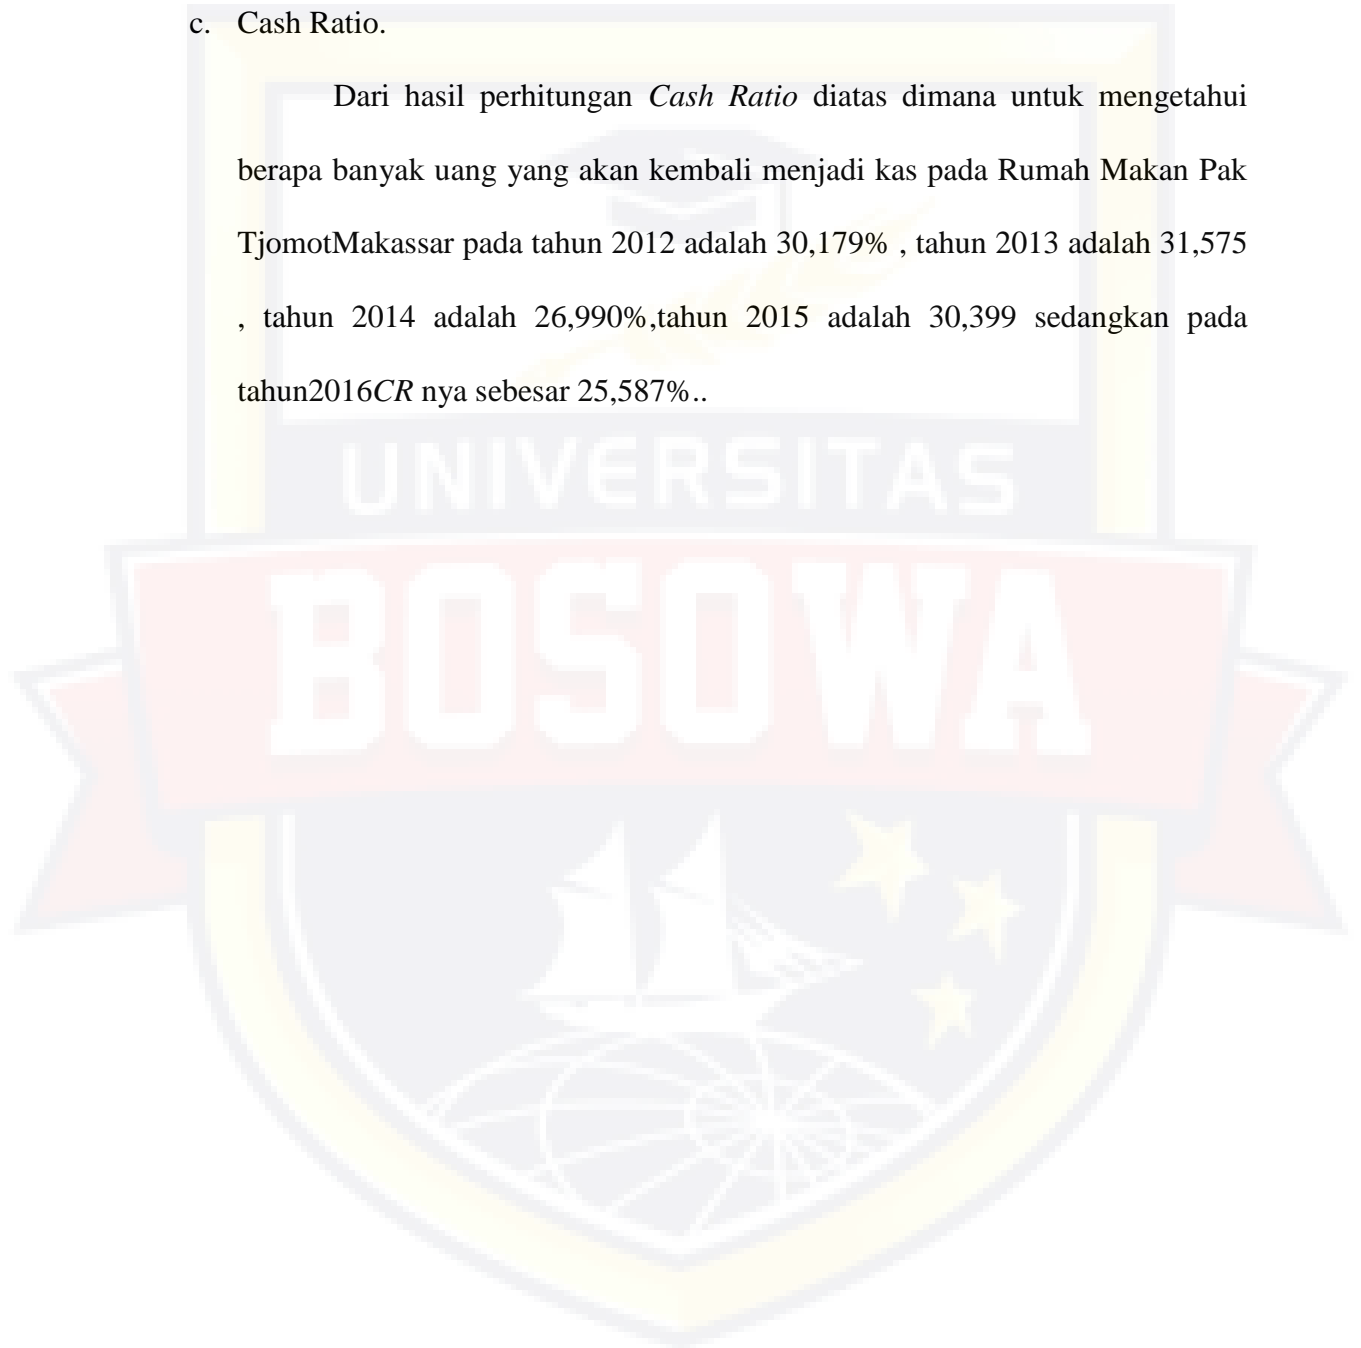 c. Cash Ratio.
Dari hasil perhitungan Cash Ratio diatas dimana untuk mengetahui
berapa banyak uang yang akan kembali menjadi kas pada Rumah Makan Pak
TjomotMakassar pada tahun 2012 adalah 30,179% , tahun 2013 adalah 31,575
, tahun 2014 adalah 26,990%,tahun 2015 adalah 30,399 sedangkan pada
tahun2016CR nya sebesar 25,587%..
UNIVERSITAS
BOSOWA